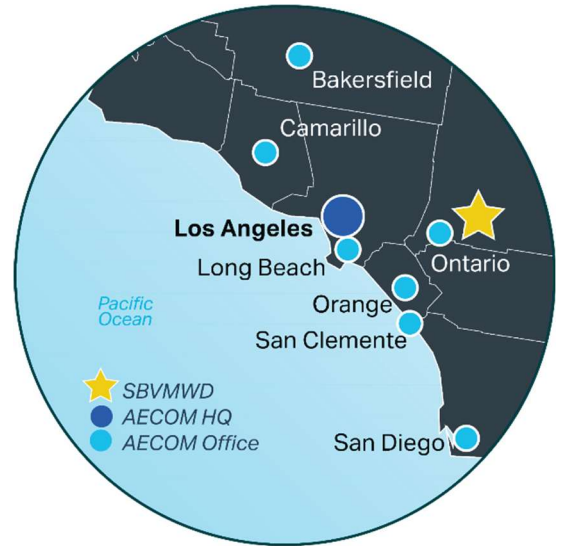 Bakersfield
Camarillo
Los Angeles
Long Beach
Ontario
Orange
San Clemente
Pacific
Ocean
SBVMWD
AECOM HQ
AECOM Office
San Diego